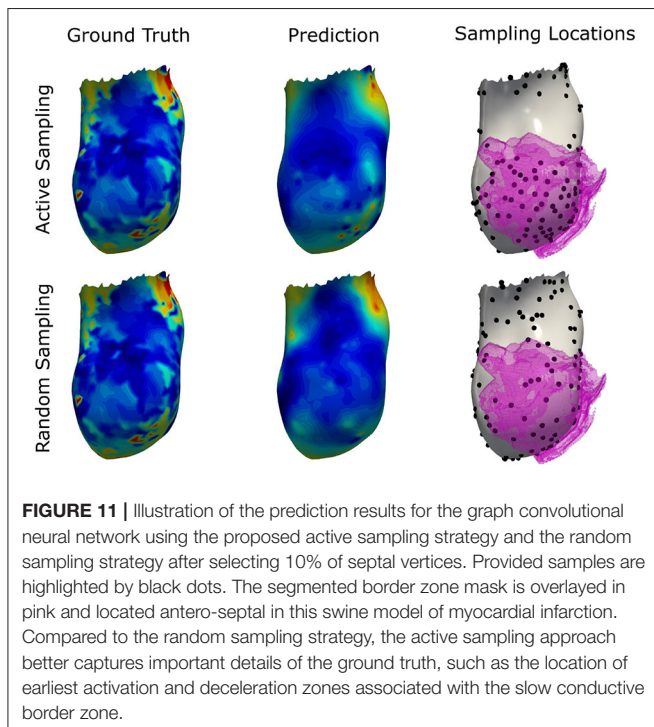 Ground Truth
Prediction
Sampling Locations
Active Sampling
Random Sampling
FIGURE 11 | Illustration of the prediction results for the graph convolutional
neural network using the proposed active sampling strategy and the random
sampling strategy after selecting 10% of septal vertices. Provided samples are
highlighted by black dots. The segmented border zone mask is overlayed in
pink and located antero-septal in this swine model of myocardial infarction.
Compared to the random sampling strategy, the active sampling approach
better captures important details of the ground truth, such as the location of
earliest activation and deceleration zones associated with the slow conductive
border zone.